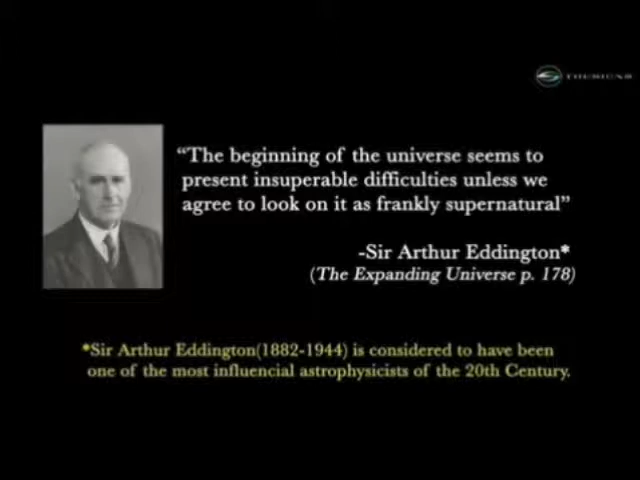 “The beginning of the universe seems to
present insuperable difficulties unless we
agree to look on it as frankly supernatural”
-Sir Arthur Eddington*
(The Expanding Universe p. 178)
*Sir Arthur Eddington(1882-1944) is considered to have been
one of the most influencial astrophysicists of the 20th Century.